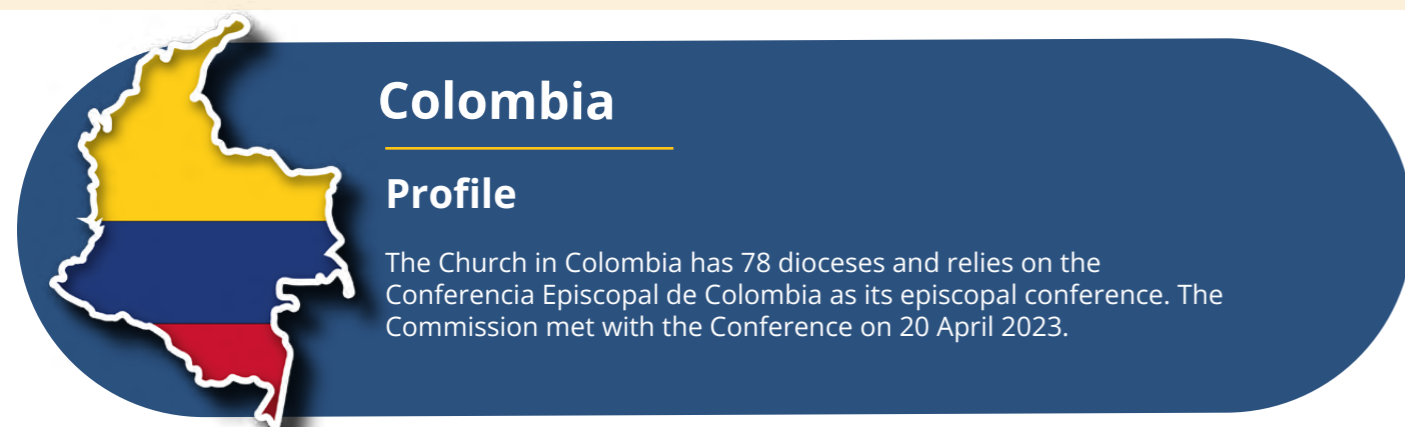 Colombia
Profile
The Church in Colombia has 78 dioceses and relies on the
Conferencia Episcopal de Colombia as its episcopal conference. The
Commission met with the Conference on 20 April 2023.